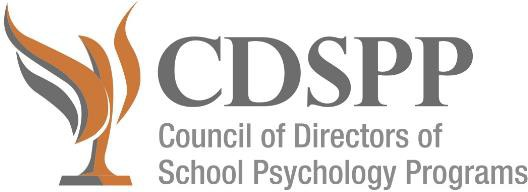 CDSPP
Council of Directors of
School Psychology Programs